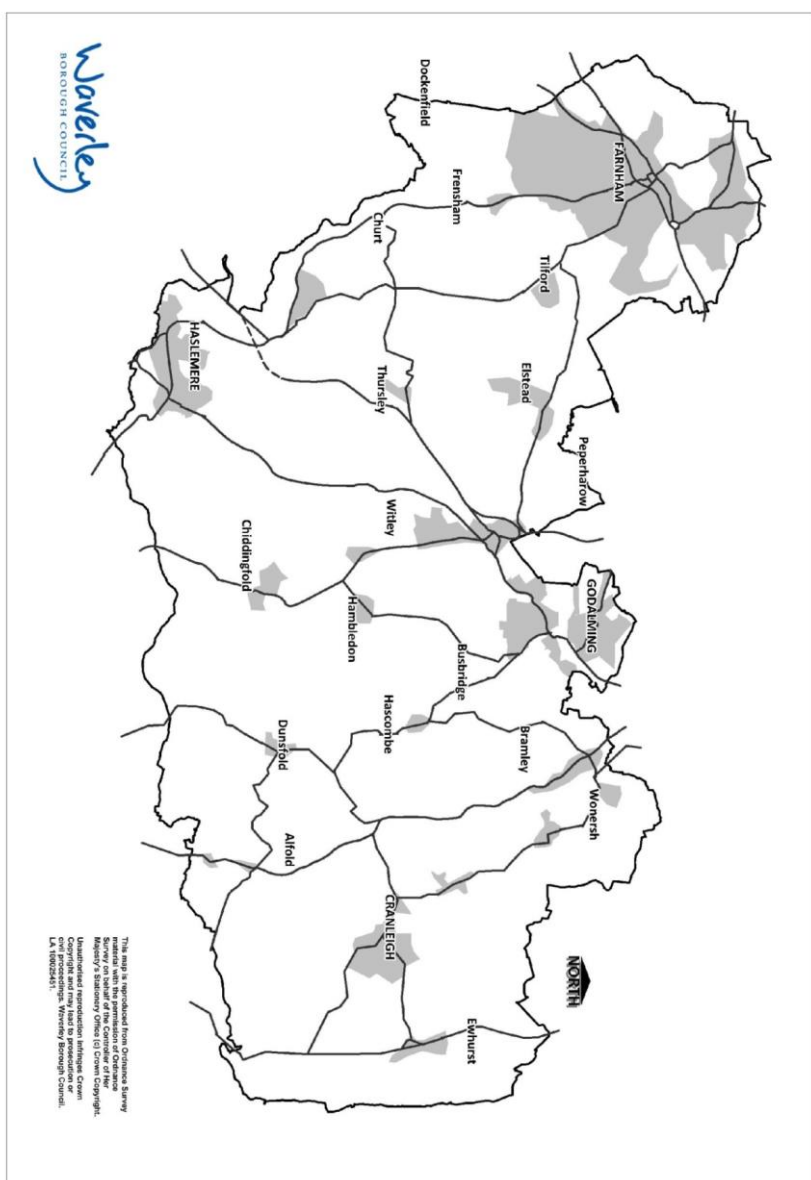 Waverley
BOROUGH COUNCIL
FARNHAM
Dockenfield
Frensham
Churt
Tilford
Elstead
Thursley
HASLEMERE
Peperharow
Witley
Chiddingfold
GODALMING
Hambledon
Busbridge
Hascombe
Bramley
Dunsfold
Wonersh
Alfold
CRANLEIGH
Ewhurst
NORTH
This map is reproduced from Ordnance Survey
material with the permission of Ordnance
Survey on behalf of the Controller of Her
Majesty's Stationery Office (c) Crown Copyright.
Unauthorised reproduction infringes Crown
Copyright and may lead to prosecution or
civil proceedings. Waverley Borough Council.
LA 100025451.